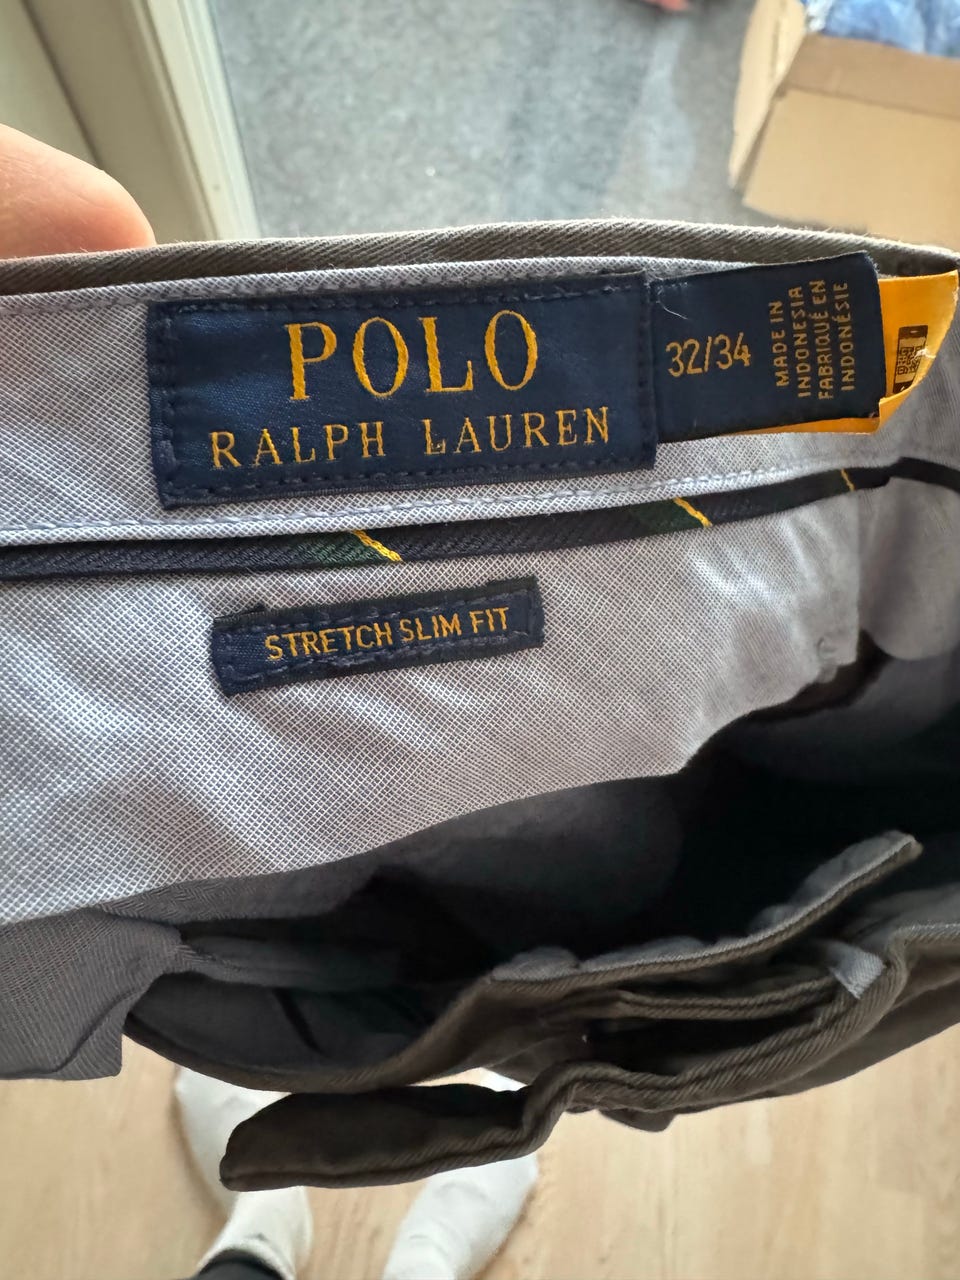 POLO
RALPH LAUREN
32/34
MADE IN
INDONESIA
FABRIQUÉ EN
INDONÉSIE
STRETCH SLIM FIT